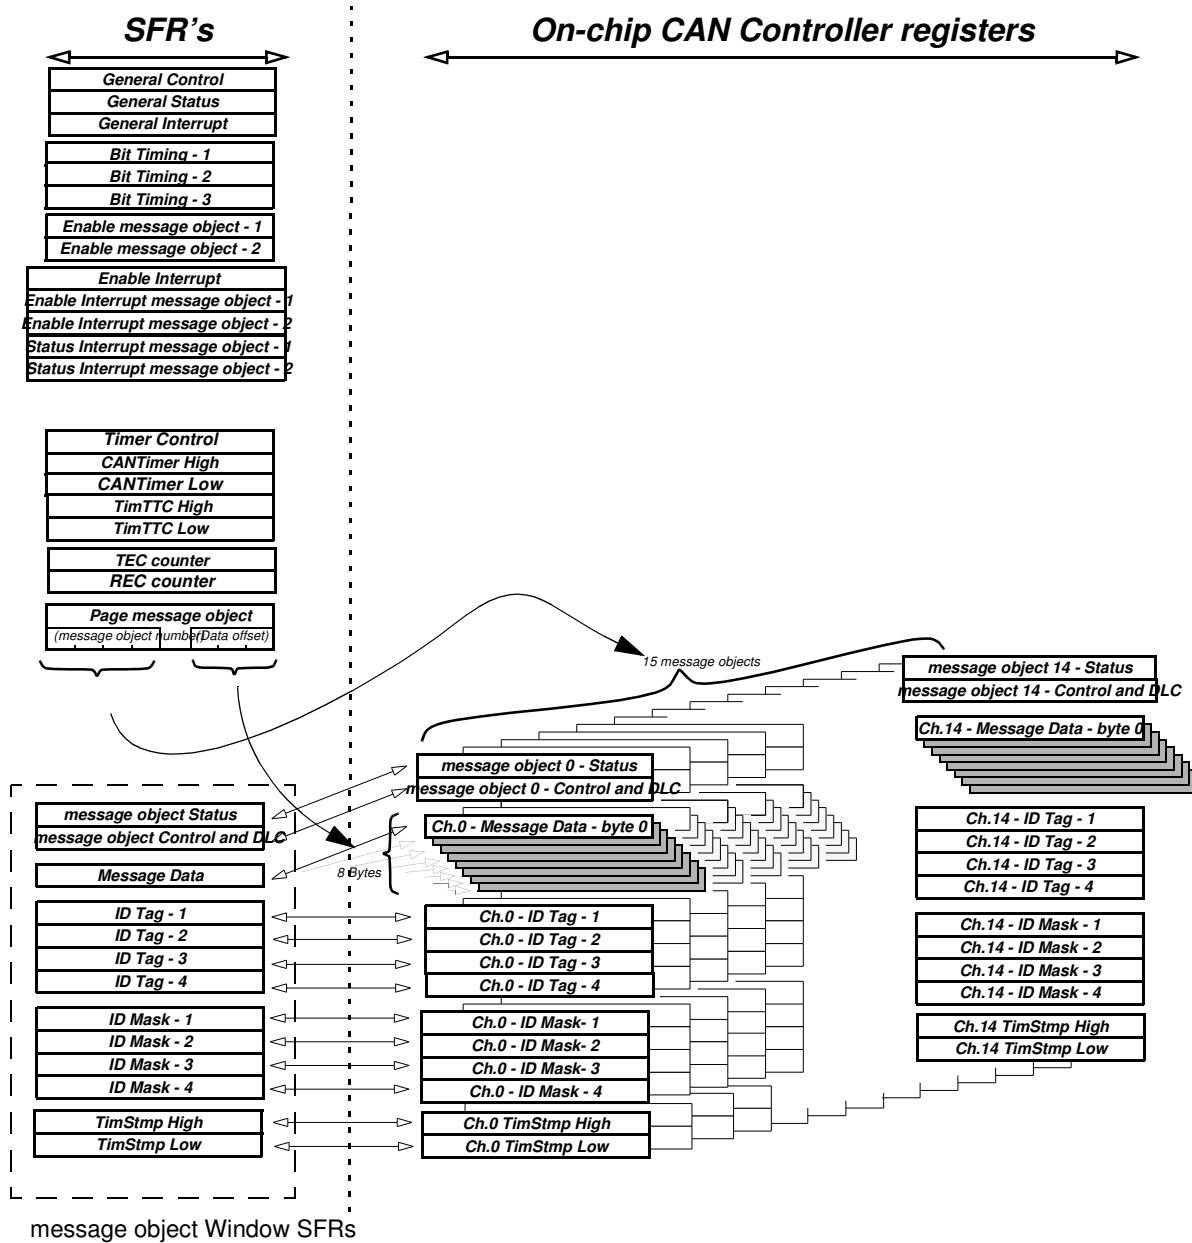 SFR's
On-chip CAN Controller registers
General Control
General Status
General Interrupt
Bit Timing - 1
Bit Timing - 2
Bit Timing - 3
Enable message object - 1
Enable message object - 2
Enable Interrupt
Enable Interrupt message object - 1
Enable Interrupt message object - 2
Status Interrupt message object - 1
Status Interrupt message object - 2
Timer Control
CANTimer High
CANTimer Low
TimTTC High
TimTTC Low
TEC counter
REC counter
Page message object
(message object number)
(Data offset)
15 message objects
message object 14 - Status
message object 14 - Control and DLC
Ch.14 - Message Data - byte 0
message object 0 - Status
message object 0 - Control and DLC
message object Status
message object Control and DLC
Ch.0 - Message Data - byte 0
8 Bytes
Message Data
Ch.14 - ID Tag - 1
Ch.14 - ID Tag - 2
Ch.14 - ID Tag - 3
Ch.14 - ID Tag - 4
ID Tag - 1
ID Tag - 2
ID Tag - 3
ID Tag - 4
Ch.0 - ID Tag - 1
Ch.0 - ID Tag - 2
Ch.0 - ID Tag - 3
Ch.0 - ID Tag - 4
Ch.14 - ID Mask - 1
Ch.14 - ID Mask - 2
Ch.14 - ID Mask - 3
Ch.14 - ID Mask - 4
ID Mask - 1
ID Mask - 2
ID Mask - 3
ID Mask - 4
Ch.0 - ID Mask- 1
Ch.0 - ID Mask- 2
Ch.0 - ID Mask- 3
Ch.0 - ID Mask - 4
Ch.14 TimStmp High
Ch.14 TimStmp Low
TimStmp High
TimStmp Low
Ch.0 TimStmp High
Ch.0 TimStmp Low
message object Window SFRs